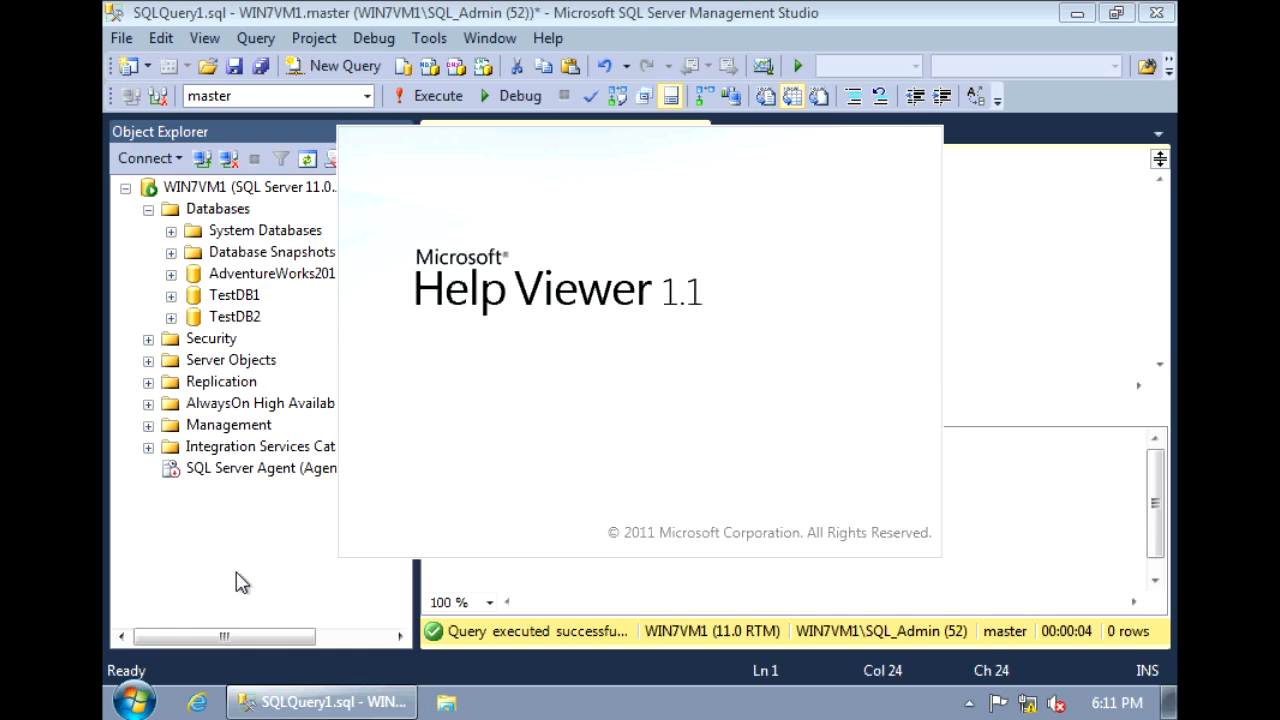 SQLQuery1.sql - WIN7VM1.master (WIN7VM1\SQL_Admin (52))* - Microsoft SQL Server Management Studio
File Edit View Query Project Debug Tools Window Help
New Query
master Execute Debug
Object Explorer
Connect
WIN7VM1 (SQL Server 11.0..
Databases
System Databases
Database Snapshots
AdventureWorks201
TestDB1
TestDB2
Security
Server Objects
Replication
AlwaysOn High Availab
Management
Integration Services Cat
SQL Server Agent (Agen
Microsoft®
Help Viewer 1.1
© 2011 Microsoft Corporation. All Rights Reserved.
100 %
Query executed successfu... WIN7VM1 (11.0 RTM) WIN7VM1\SQL_Admin (52) master 00:00:04 0 rows
Ready Ln 1 Col 24 Ch 24 INS
SQLQuery1.sql - WIN... 6:11 PM